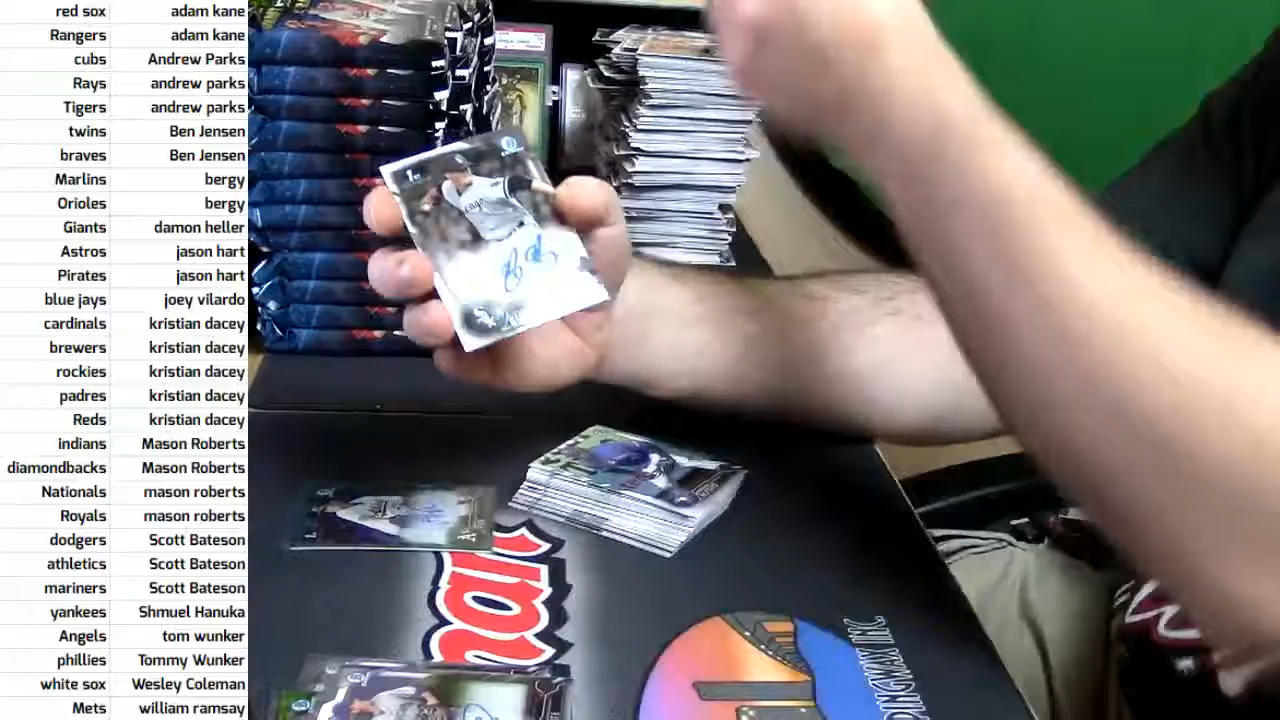 red sox adam kane
Rangers adam kane
cubs Andrew Parks
Rays andrew parks
Tigers andrew parks
twins Ben Jensen
braves Ben Jensen
Marlins bergy
Orioles bergy
Giants damon heller
Astros jason hart
Pirates jason hart
blue jays joey vilardo
cardinals kristian dacey
brewers kristian dacey
rockies kristian dacey
padres kristian dacey
Reds kristian dacey
indians Mason Roberts
diamondbacks Mason Roberts
Nationals mason roberts
Royals mason roberts
dodgers Scott Bateson
athletics Scott Bateson
mariners Scott Bateson
yankees Shmuel Hanuka
Angels tom wunker
phillies Tommy Wunker
white sox Wesley Coleman
Mets william ramsay
1st
DINGWAX INC